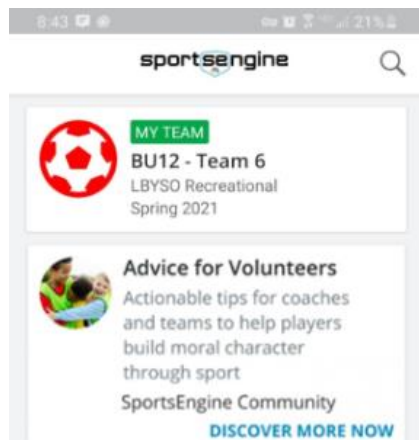 8:43
21%
sportsengine
MY TEAM
BU12 - Team 6
LBYSO Recreational
Spring 2021
Advice for Volunteers
Actionable tips for coaches
and teams to help players
build moral character
through sport
SportsEngine Community
DISCOVER MORE NOW